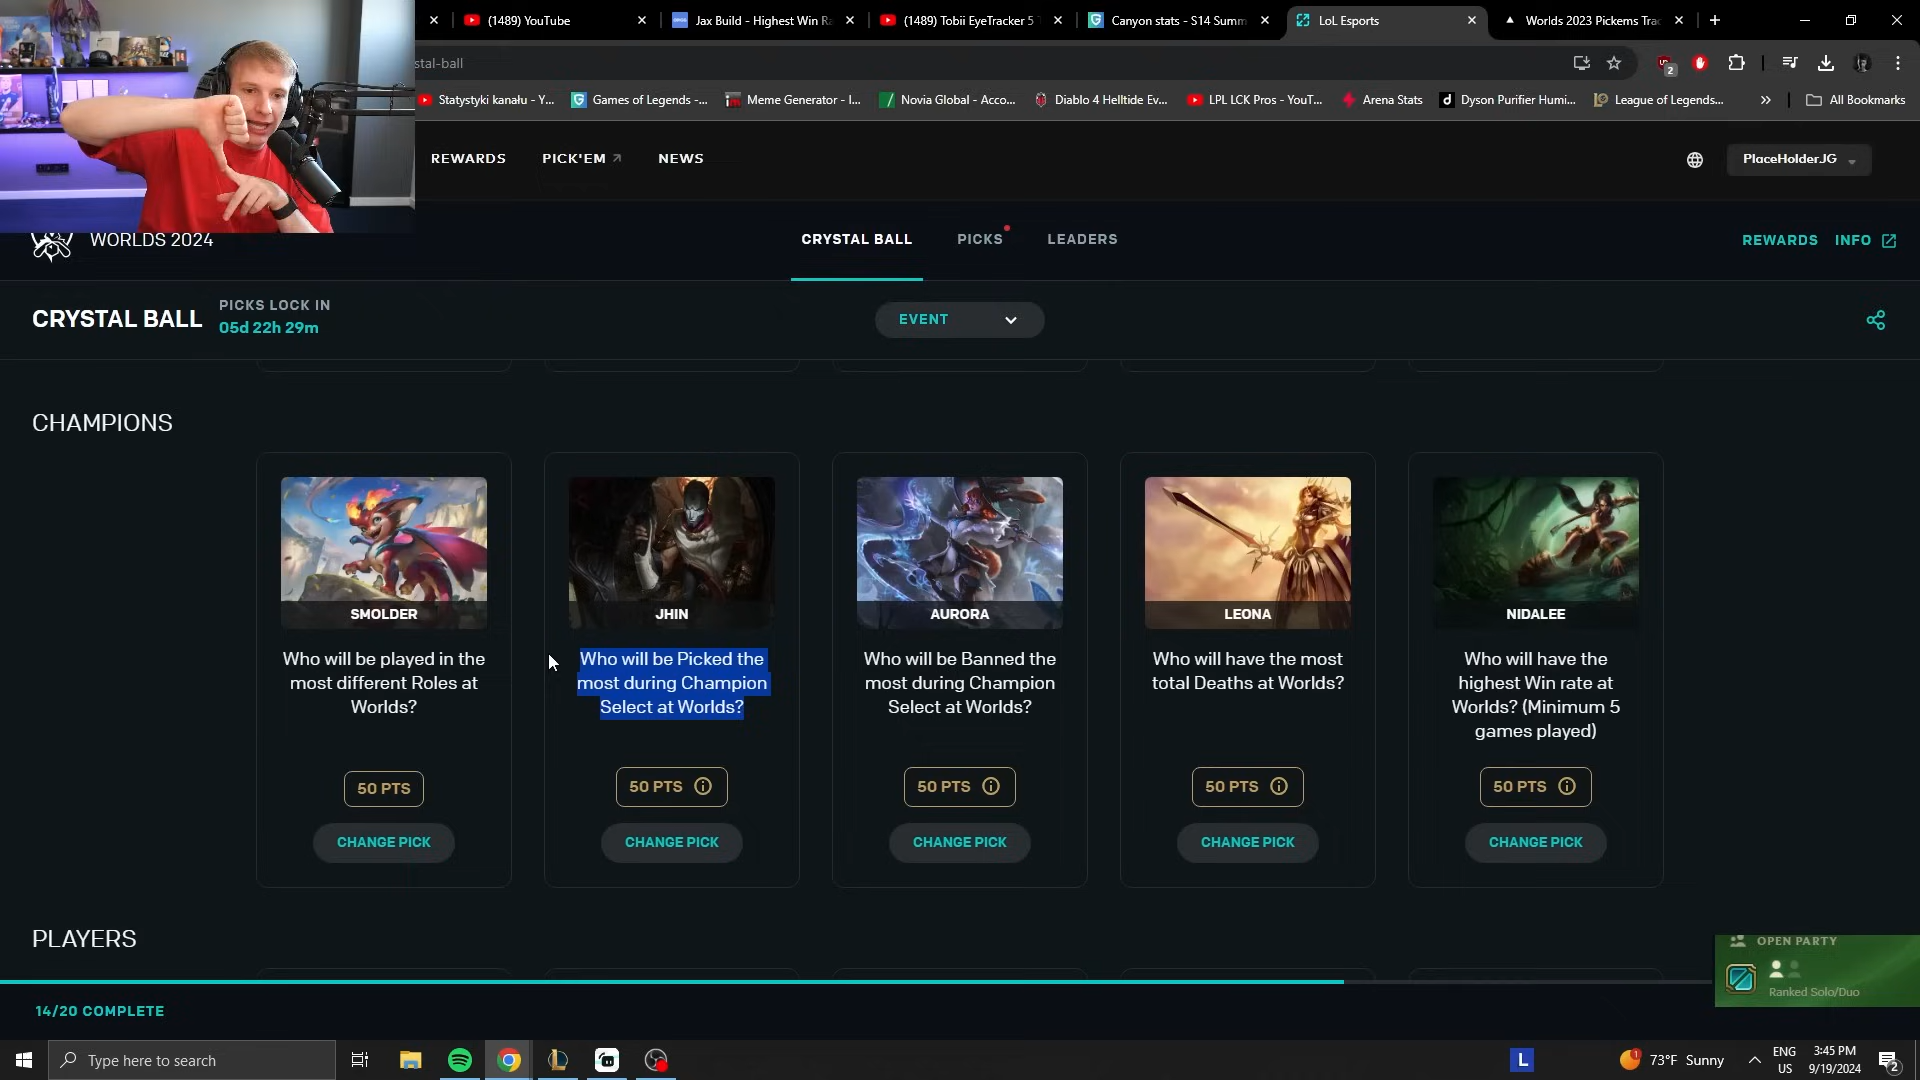 (1489) YouTube
Jax Build - Highest Win Ra
(1489) Tobii EyeTracker 5
Canyon stats - S14 Summ
LoL Esports
Worlds 2023 Pickems Trac
stal-ball
2
Statystyki kanału - Y...
Games of Legends -...
Meme Generator - I...
Novia Global - Acco...
Diablo 4 Helltide Ev...
LPL LCK Pros - YouT...
Arena Stats
Dyson Purifier Humi...
League of Legends...
All Bookmarks
REWARDS
PICK'EM
NEWS
PlaceHolderJG
WORLDS 2024
CRYSTAL BALL
PICKS
LEADERS
REWARDS
INFO
CRYSTAL BALL
PICKS LOCK IN
05d 22h 29m
EVENT
CHAMPIONS
SMOLDER
Who will be played in the
most different Roles at
Worlds?
50 PTS
CHANGE PICK
JHIN
Who will be Picked the
most during Champion
Select at Worlds?
50 PTS
CHANGE PICK
AURORA
Who will be Banned the
most during Champion
Select at Worlds?
50 PTS
CHANGE PICK
LEONA
Who will have the most
total Deaths at Worlds?
50 PTS
CHANGE PICK
NIDALEE
Who will have the
highest Win rate at
Worlds? (Minimum 5
games played)
50 PTS
CHANGE PICK
PLAYERS
OPEN PARTY
Ranked Solo/Duo
14/20 COMPLETE
Type here to search
L
1
73°F Sunny
ENG
US
3:45 PM
9/19/2024
2